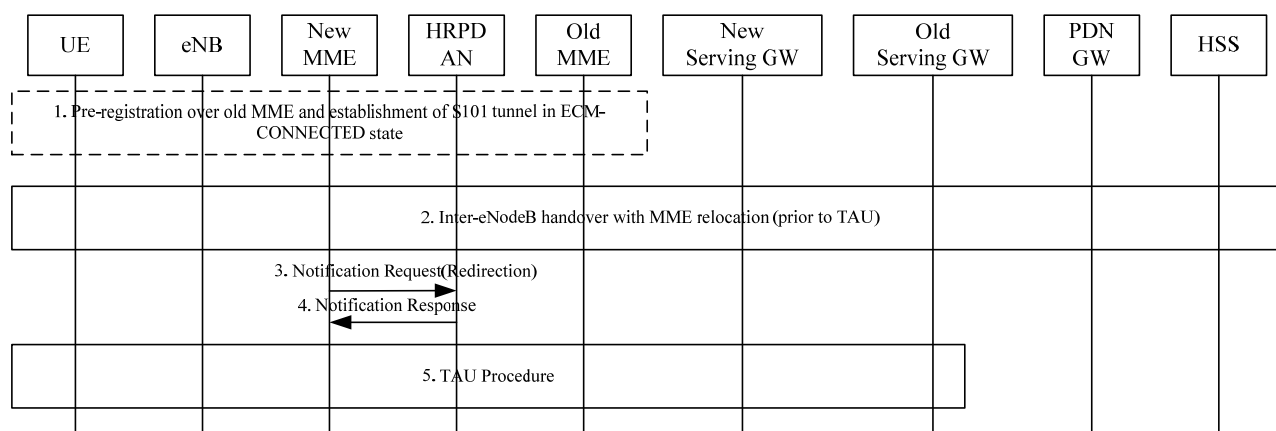 UE
eNB
New
MME
HRPD
AN
Old
MME
New
Serving GW
Old
Serving GW
PDN
GW
HSS
1. Pre-registration over old MME and establishment of S101 tunnel in ECM-
CONNECTED state
2. Inter-eNodeB handover with MME relocation (prior to TAU)
3. Notification Request(Redirection)
4. Notification Response
5. TAU Procedure